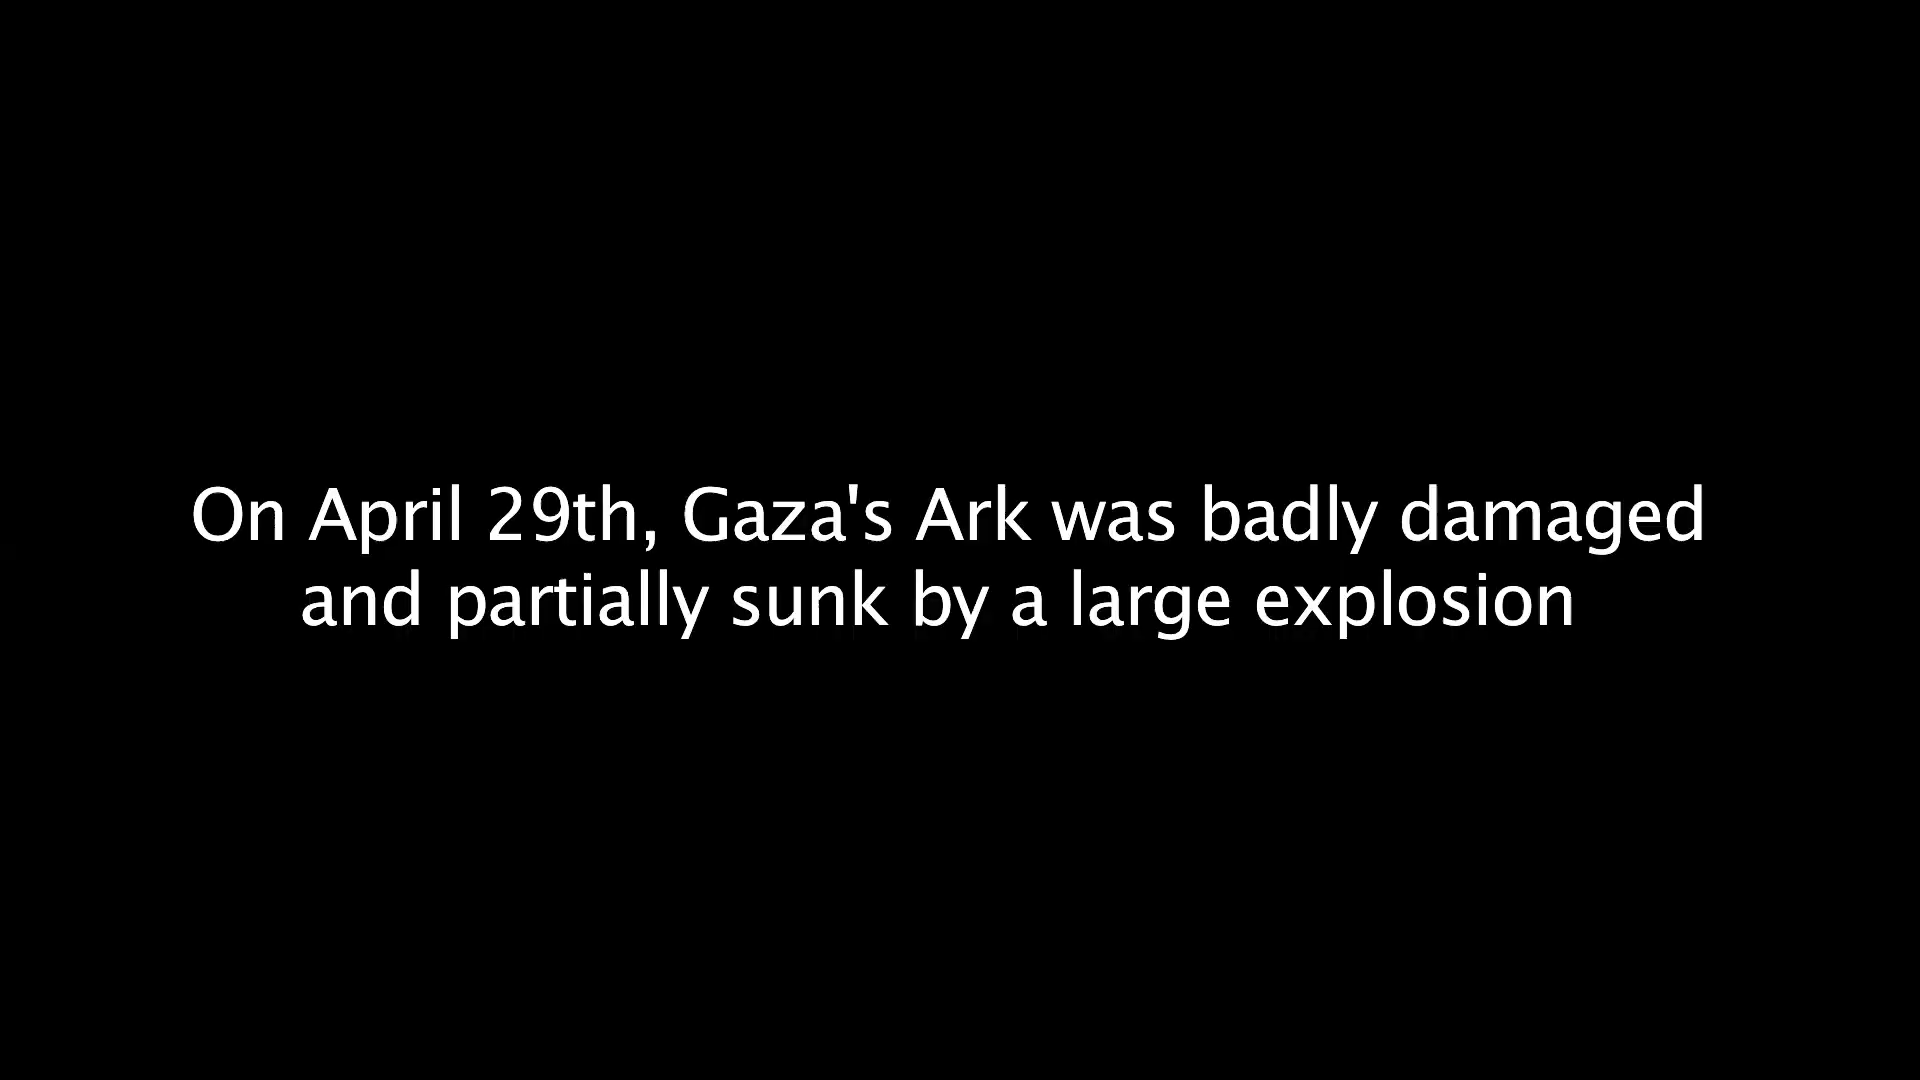 On April 29th, Gaza's Ark was badly damaged
and partially sunk by a large explosion